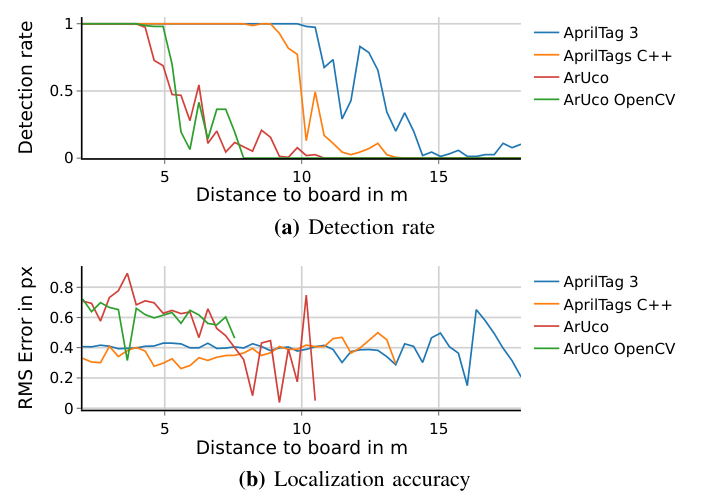 Detection rate
1
0.5
0
5
10
15
Distance to board in m
AprilTag 3
AprilTags C++
ArUco
ArUco OpenCV
(a) Detection rate
RMS Error in px
0.8
0.6
0.4
0.2
0
5
10
15
Distance to board in m
AprilTag 3
AprilTags C++
ArUco
ArUco OpenCV
(b) Localization accuracy